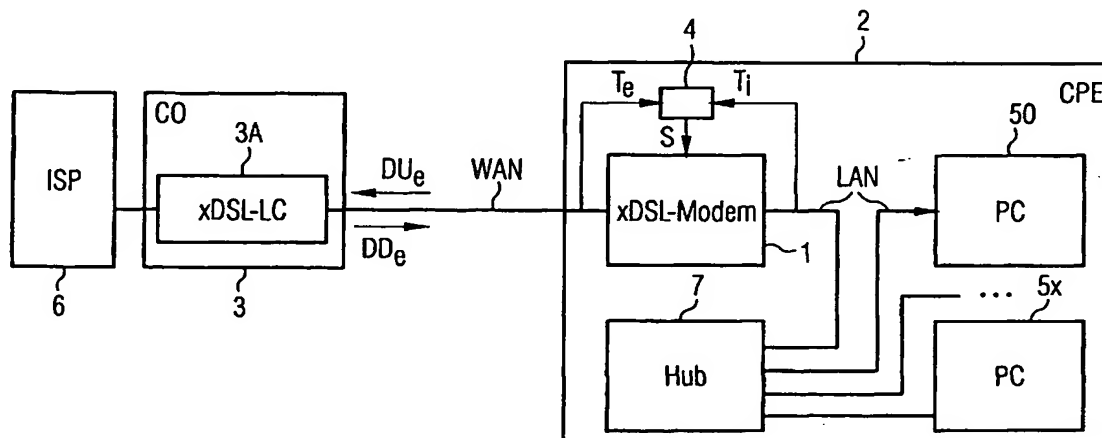 2
4
CPE
Te
Ti
CO
3A
S
50
ISP
xDSL-LC
DUe
WAN
xDSL-Modem
LAN
PC
DDe
1
6
3
7
...
5x
Hub
PC